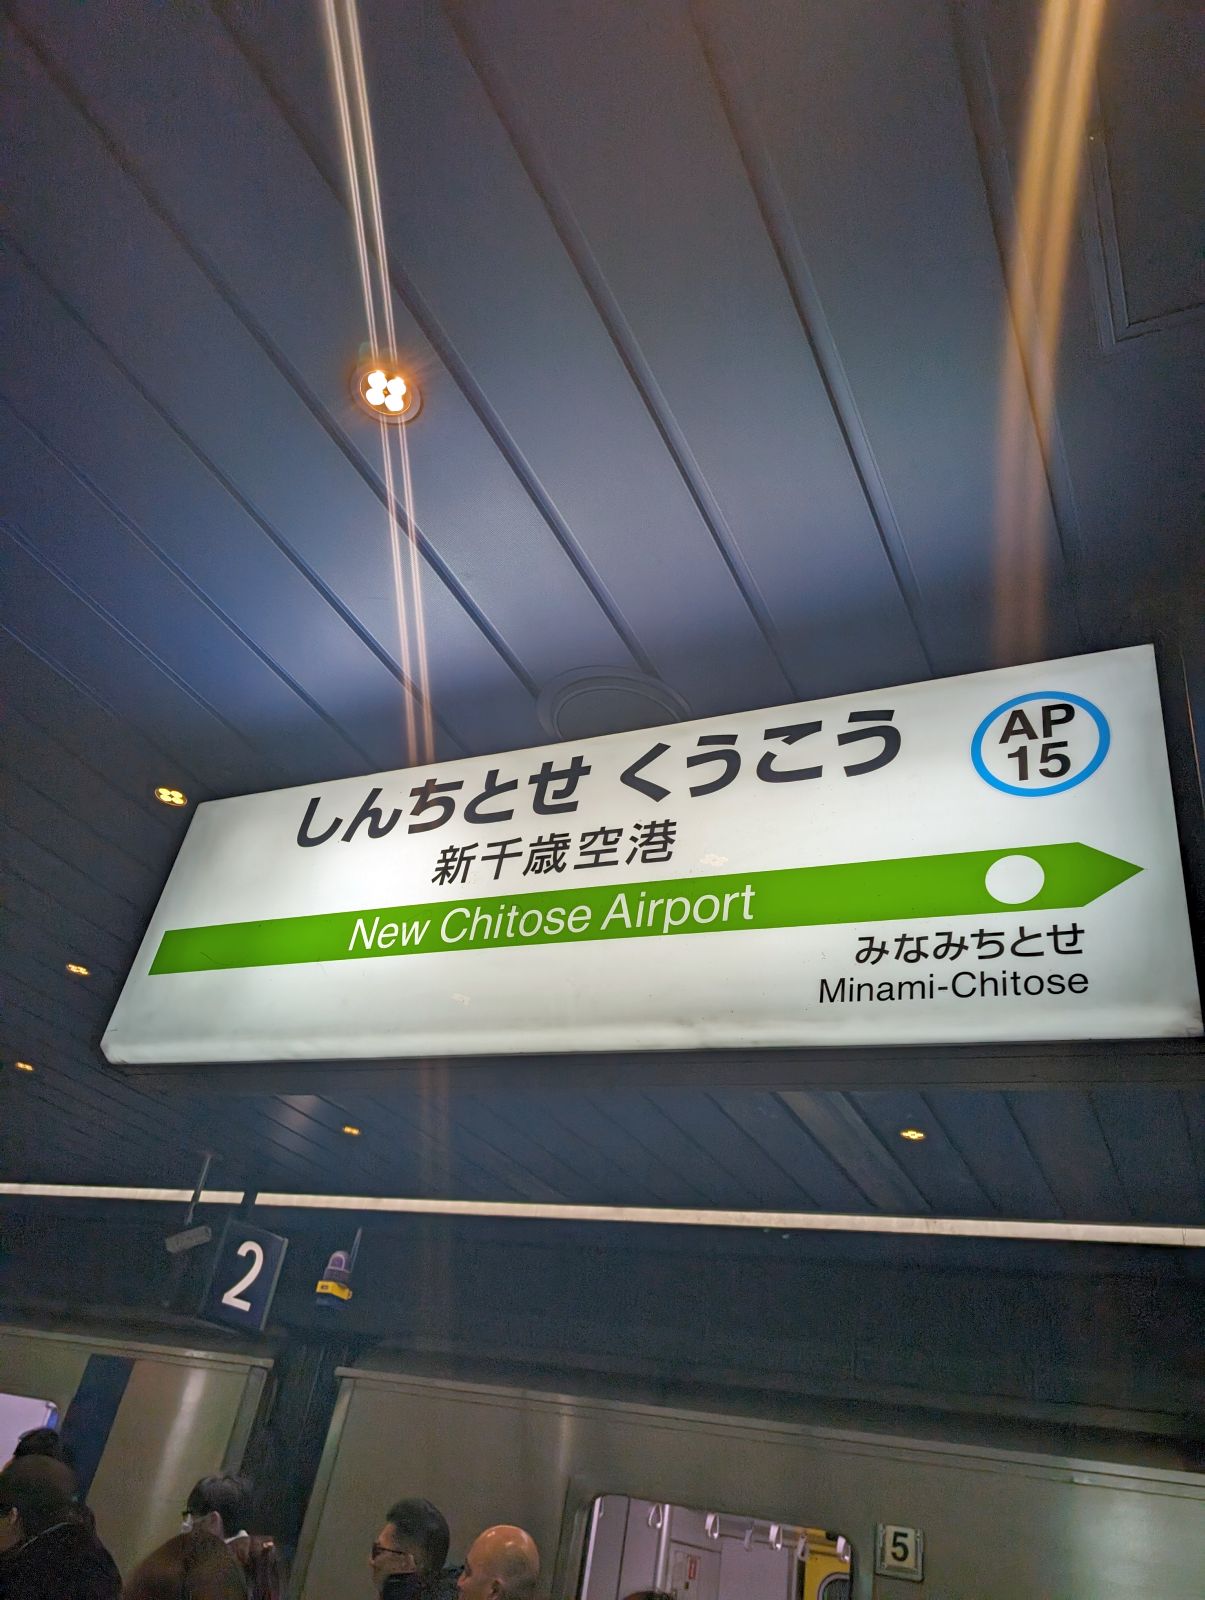 しんちとせ くうこう
AP
15
新千歳空港
New Chitose Airport
みなみちとせ
Minami-Chitose
2
5